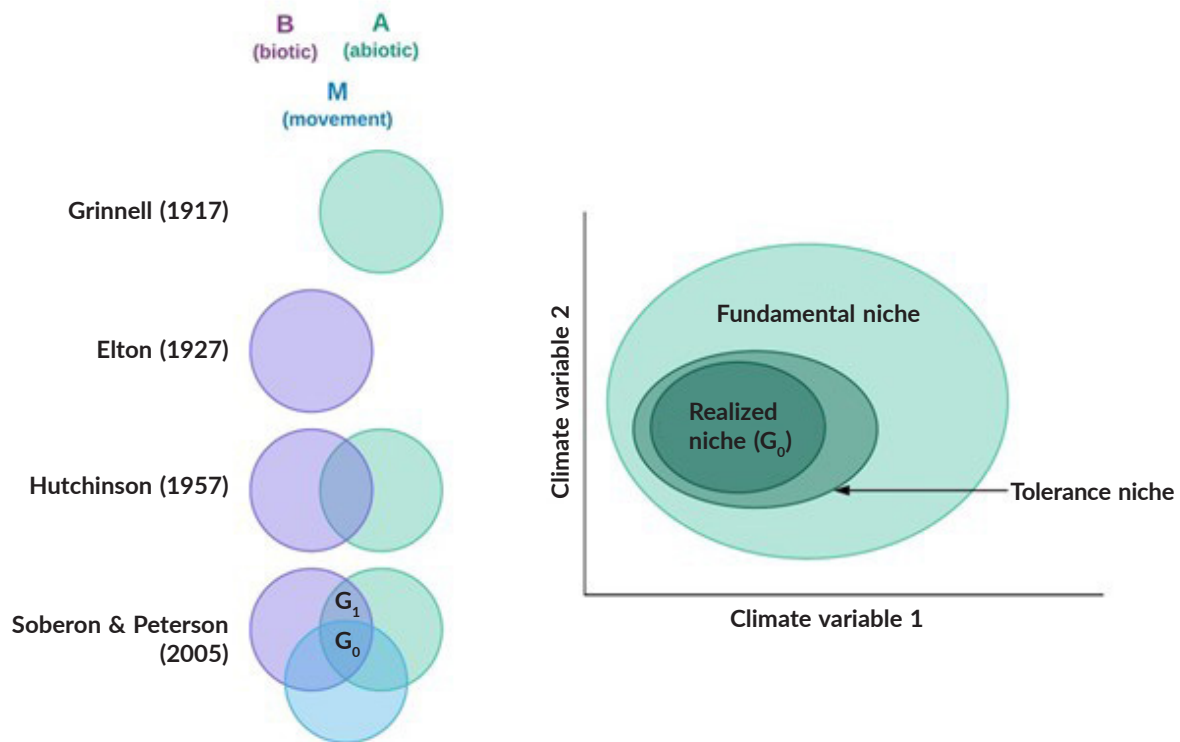 B
(biotic)
A
(abiotic)
M
(movement)
Grinnell (1917)
Elton (1927)
Hutchinson (1957)
Soberon & Peterson
(2005)
G1
G0
Climate variable 2
Fundamental niche
Realized
niche (G0)
Tolerance niche
Climate variable 1